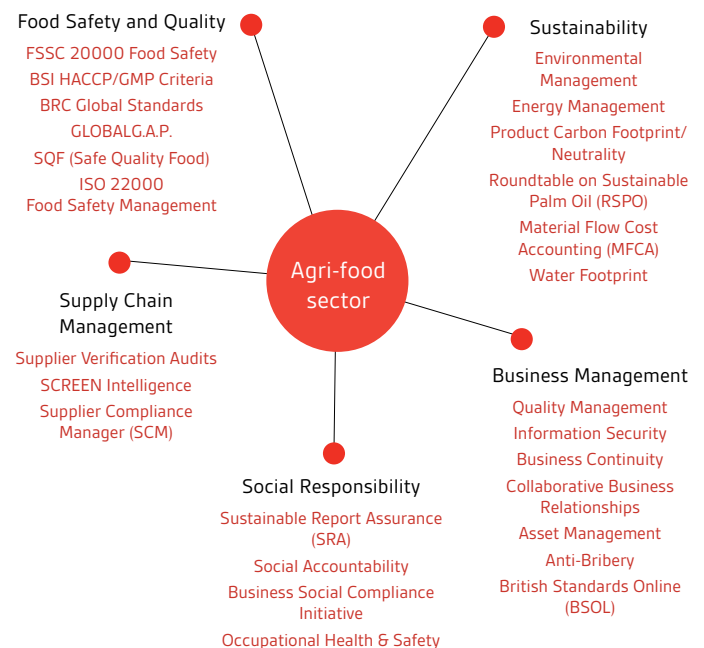 Food Safety and Quality
FSSC 20000 Food Safety
BSI HACCP/GMP Criteria
BRC Global Standards
GLOBALG.A.P.
SQF (Safe Quality Food)
ISO 22000
Food Safety Management
Sustainability
Environmental
Management
Energy Management
Product Carbon Footprint/
Neutrality
Roundtable on Sustainable
Palm Oil (RSPO)
Material Flow Cost
Accounting (MFCA)
Water Footprint
Agri-food
sector
Supply Chain
Management
Supplier Verification Audits
SCREEN Intelligence
Supplier Compliance
Manager (SCM)
Business Management
Quality Management
Information Security
Business Continuity
Collaborative Business
Relationships
Asset Management
Anti-Bribery
British Standards Online
(BSOL)
Social Responsibility
Sustainable Report Assurance
(SRA)
Social Accountability
Business Social Compliance
Initiative
Occupational Health & Safety